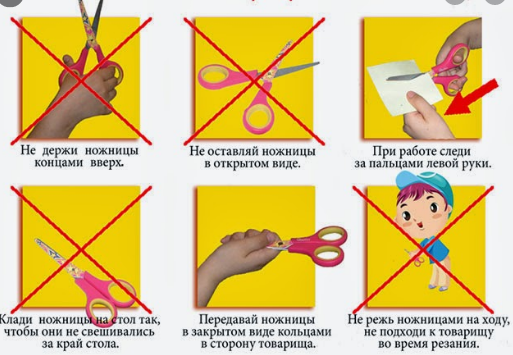 Не держи ножницы
концами вверх.
Не оставляй ножницы
в открытом виде.
При работе следи
за пальцами левой руки.
Клади ножницы на стол так,
чтобы они не свешивались
за край стола.
Передавай ножницы
в закрытом виде кольцами
в сторону товарища.
Не режь ножницами на ходу,
не подходи к товарищу
во время резания.